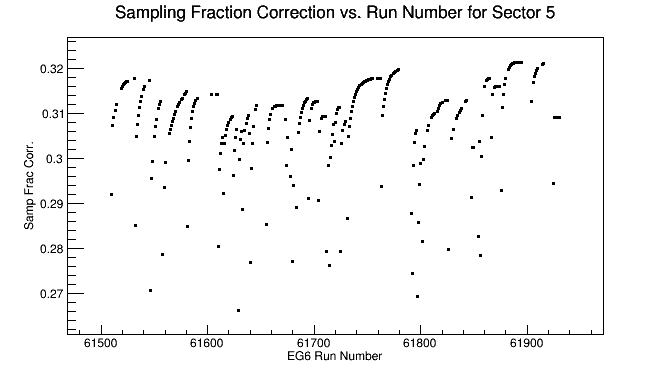 Sampling Fraction Correction vs. Run Number for Sector 5
Samp Frac Corr.
0.32
0.31
0.3
0.29
0.28
0.27
61500 61600 61700 61800 61900
EG6 Run Number